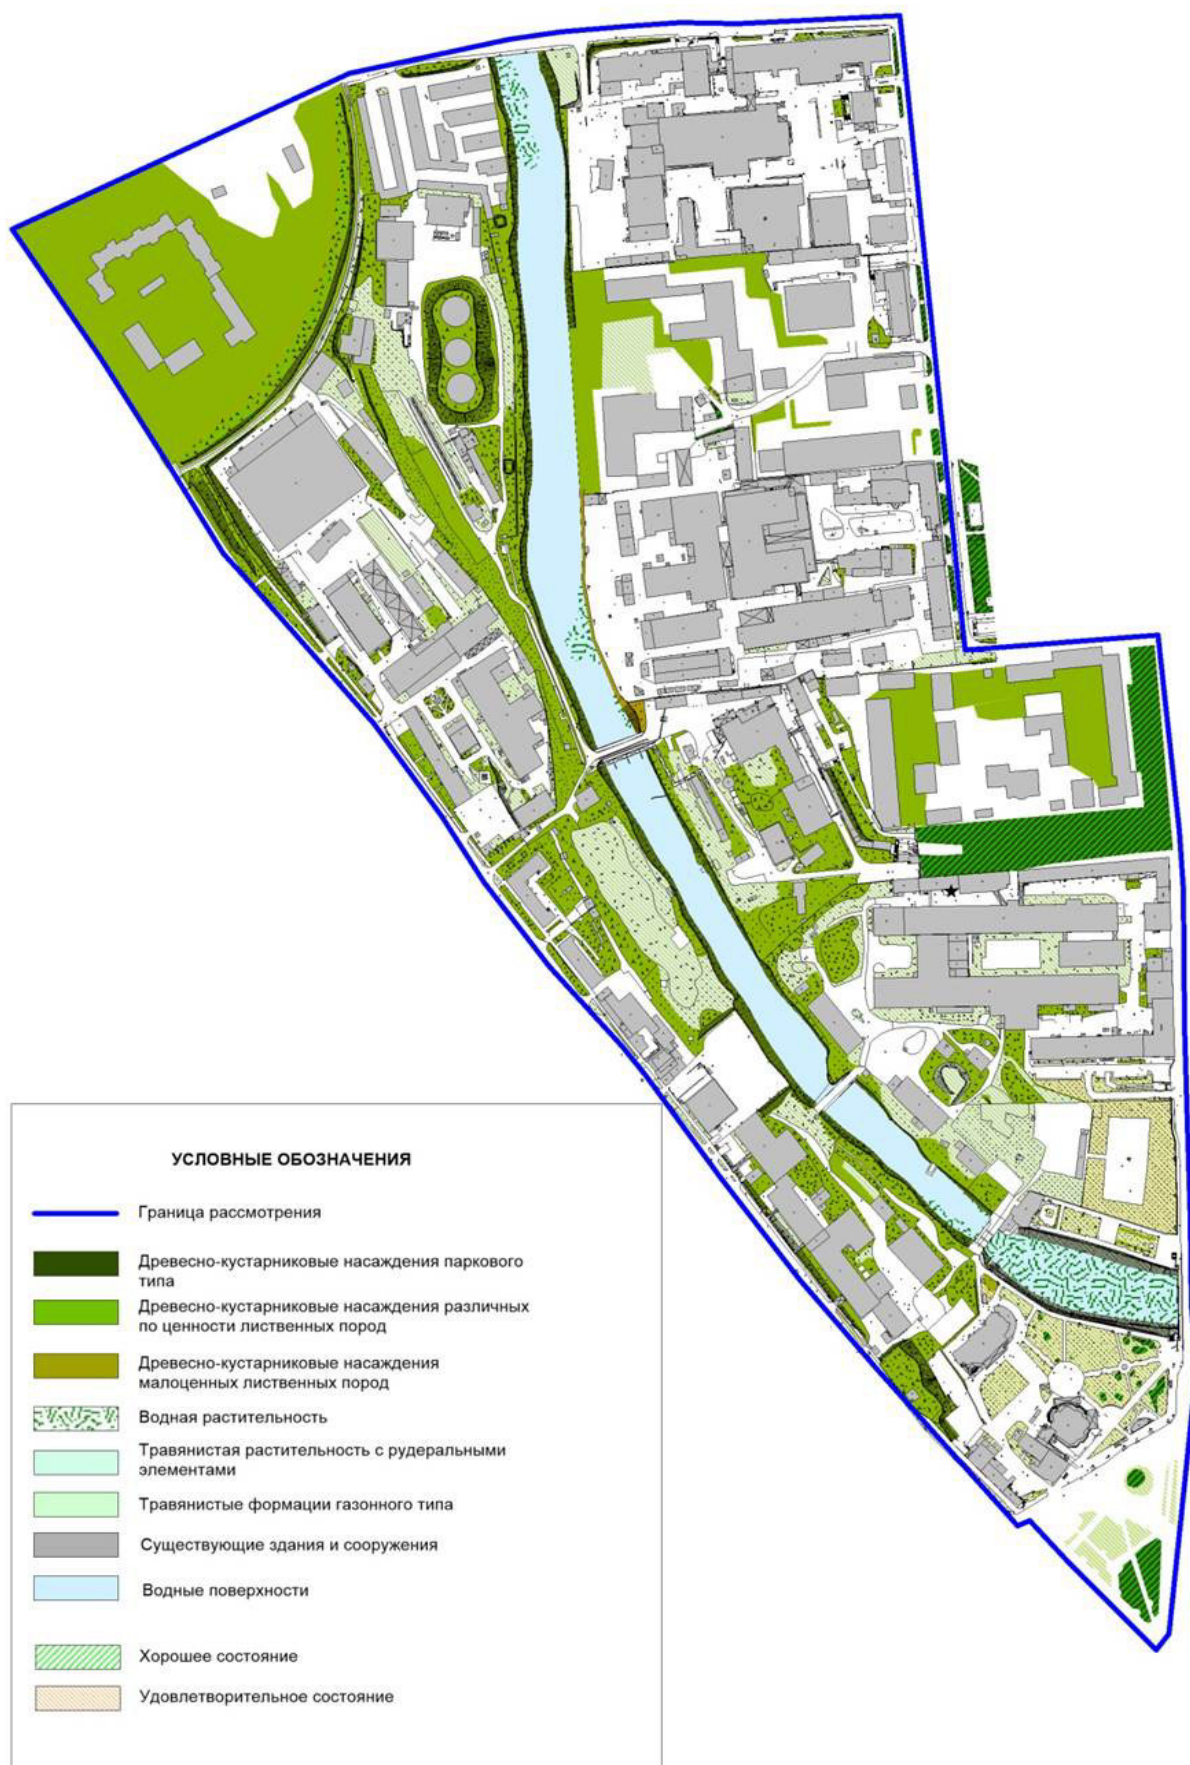 УСЛОВНЫЕ ОБОЗНАЧЕНИЯ
Граница рассмотрения
Древесно-кустарниковые насаждения паркового
типа
Древесно-кустарниковые насаждения различных
по ценности лиственных пород
Древесно-кустарниковые насаждения
малоценных лиственных пород
Водная растительность
Травянистая растительность с рудеральными
элементами
Травянистые формации газонного типа
Существующие здания и сооружения
Водные поверхности
Хорошее состояние
Удовлетворительное состояние